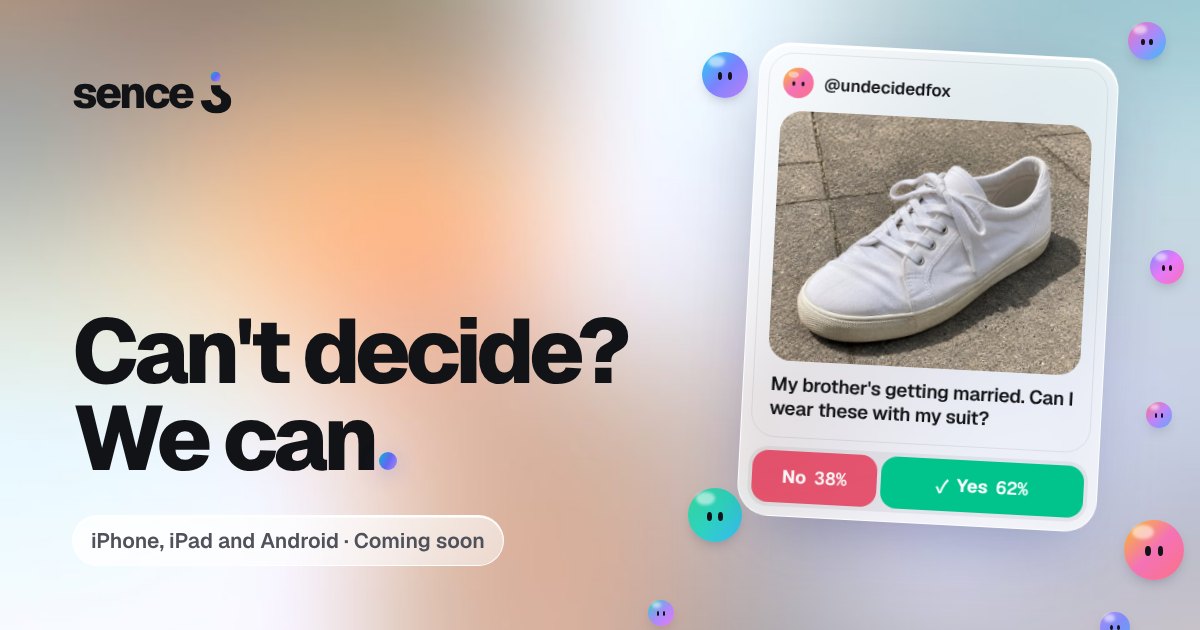 sence
Can't decide?
We can.
iPhone, iPad and Android · Coming soon
@undecidedfox
My brother's getting married. Can I
wear these with my suit?
No 38%
✓ Yes 62%